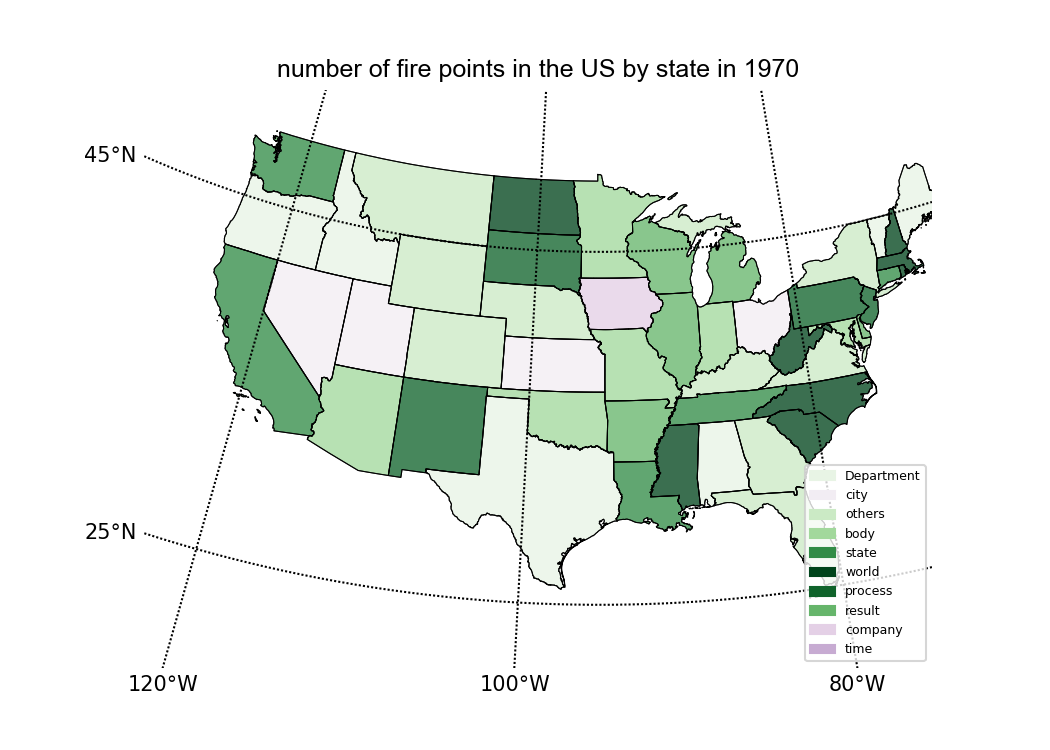 number of fire points in the US by state in 1970
45°N
25°N
120°W
100°W
80°W
Department
city
others
body
state
world
process
result
company
time